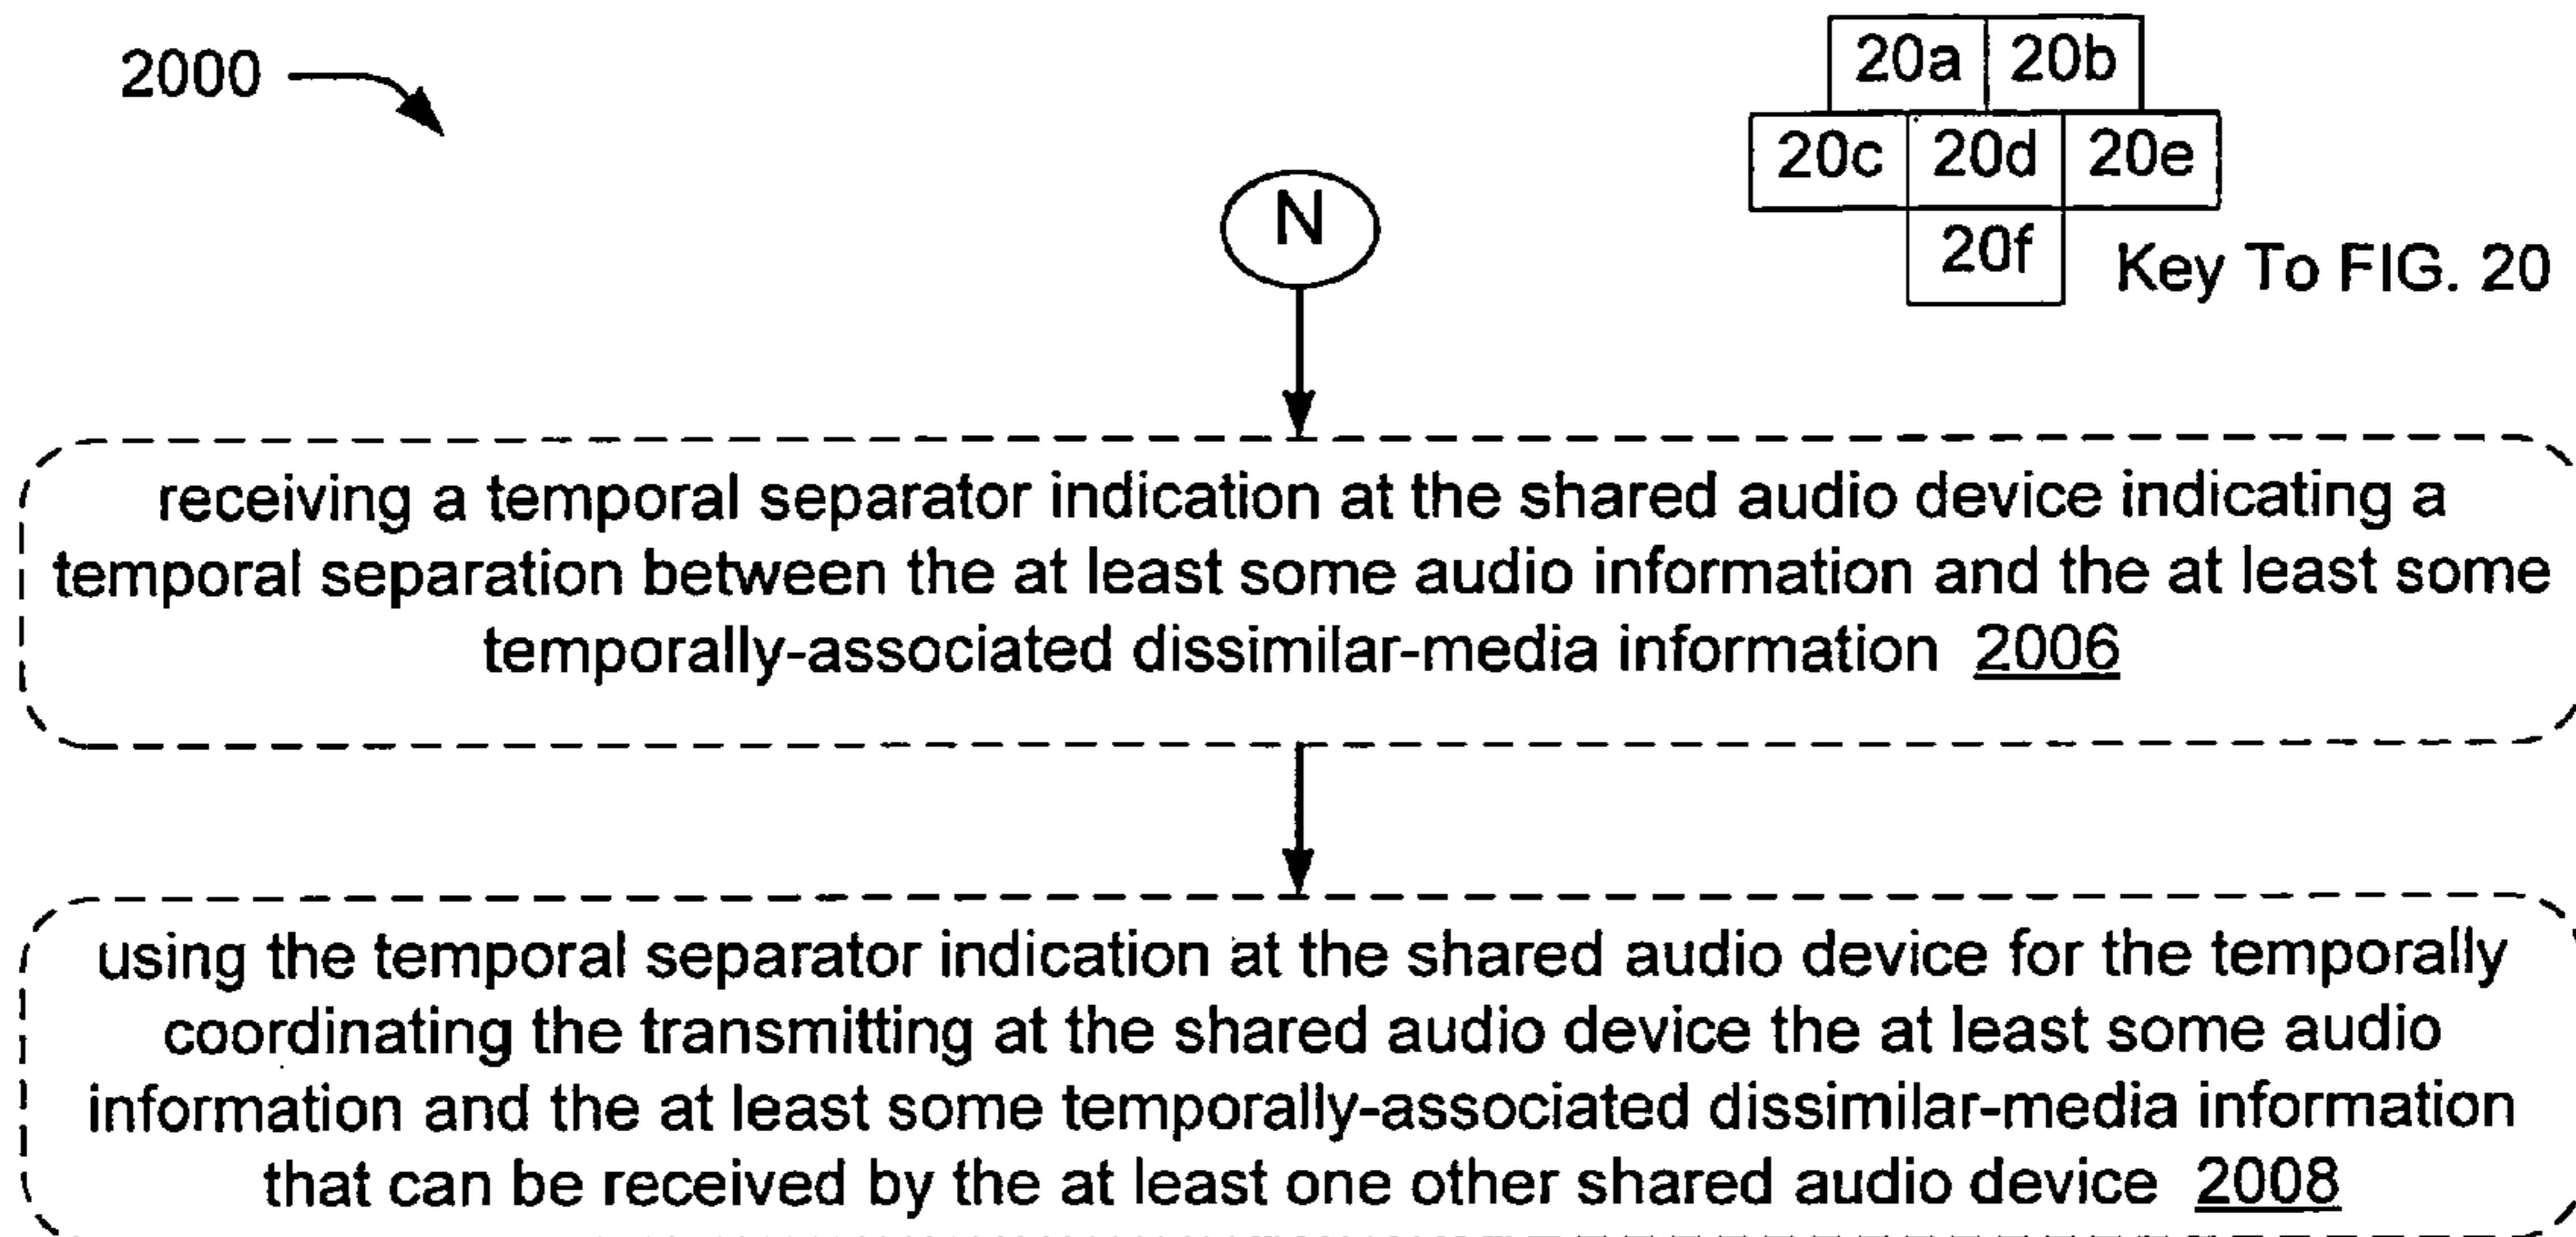 2000
20a 20b
20c 20d 20e
20f
Key To FIG. 20
N
receiving a temporal separator indication at the shared audio device indicating a
temporal separation between the at least some audio information and the at least some
temporally-associated dissimilar-media information 2006
using the temporal separator indication at the shared audio device for the temporally
coordinating the transmitting at the shared audio device the at least some audio
information and the at least some temporally-associated dissimilar-media information
that can be received by the at least one other shared audio device 2008